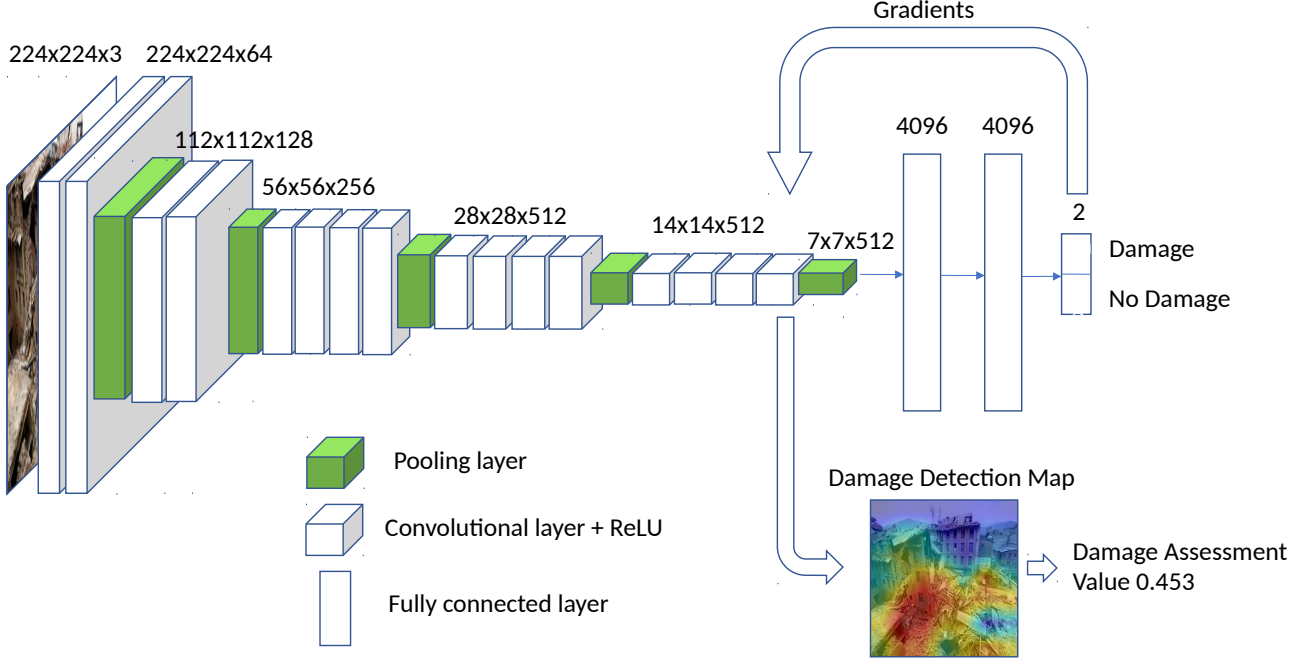 Gradients
224x224x3
224x224x64
112x112x128
56x56x256
28x28x512
14x14x512
7x7x512
4096
4096
2
Damage
No Damage
Pooling layer
Convolutional layer + ReLU
Fully connected layer
Damage Detection Map
Damage Assessment
Value 0.453